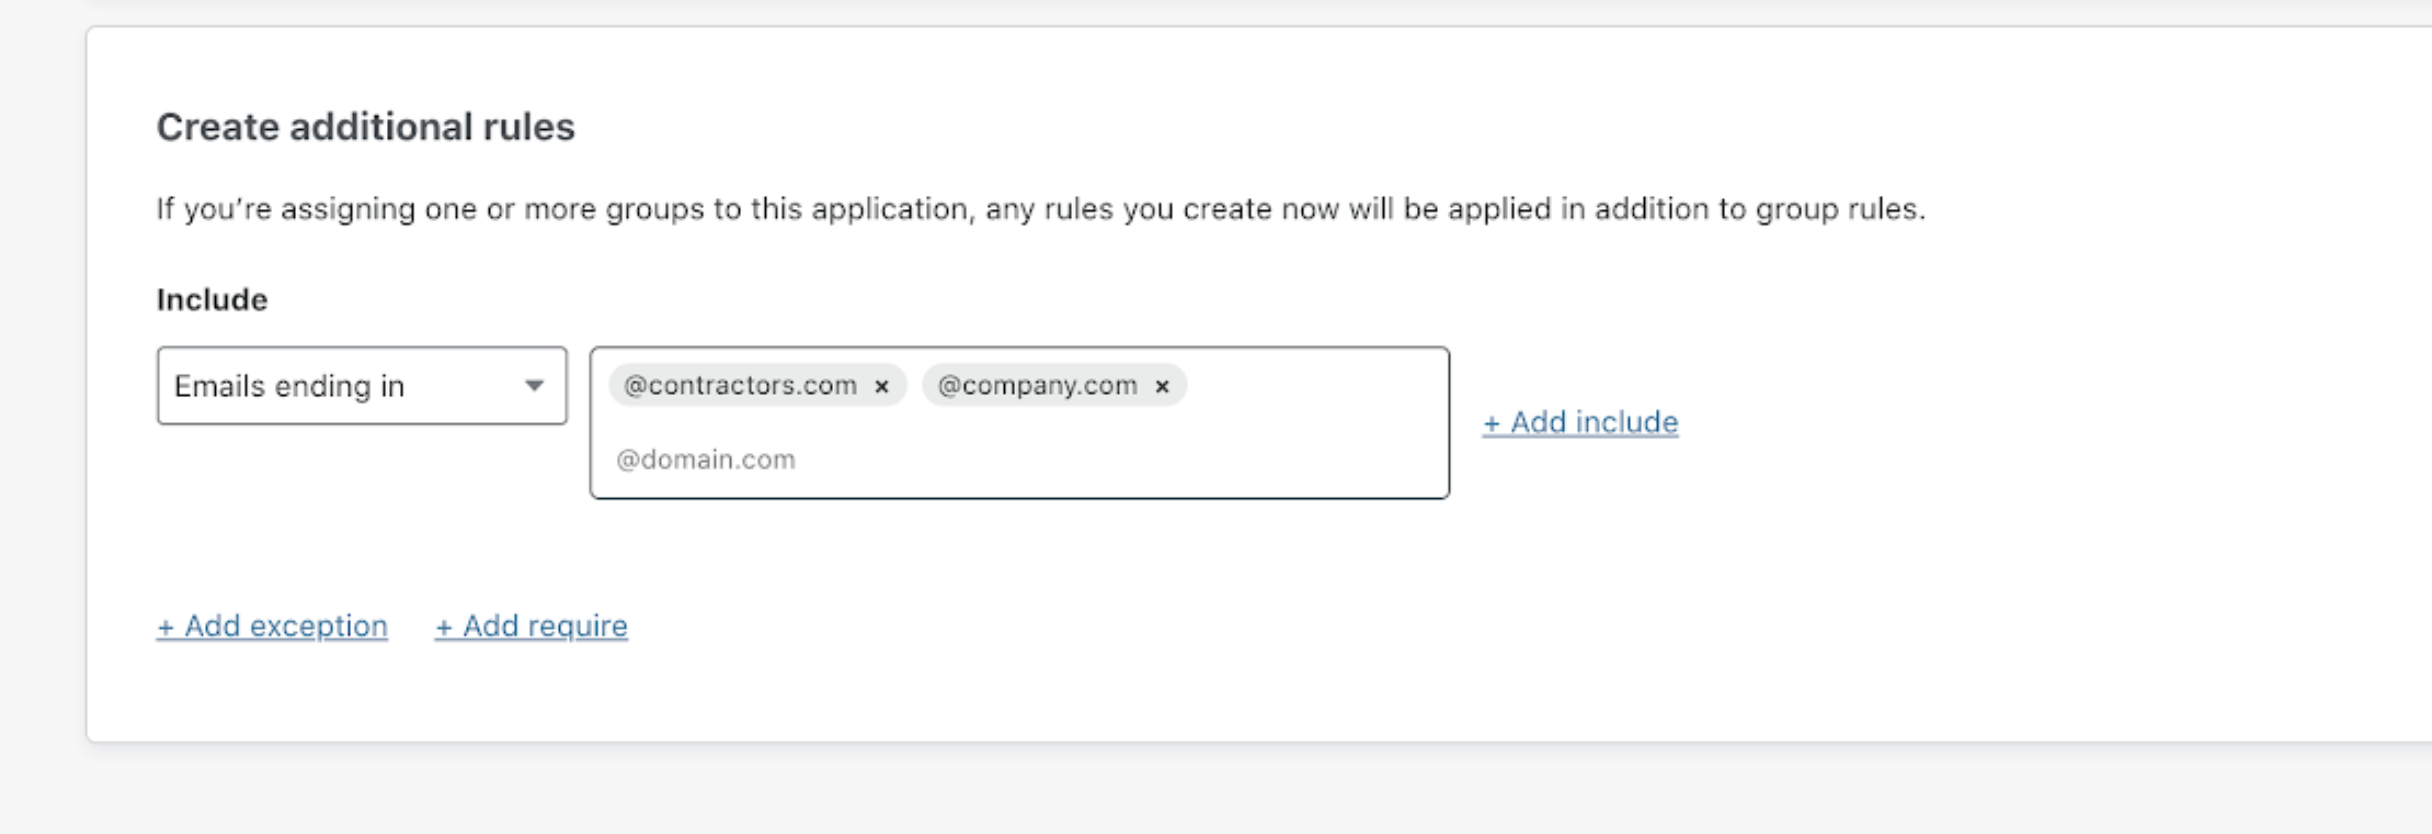 Create additional rules
If you’re assigning one or more groups to this application, any rules you create now will be applied in addition to group rules.
Include
Emails ending in
@contractors.com × @company.com ×
@domain.com
+ Add include
+ Add exception + Add require